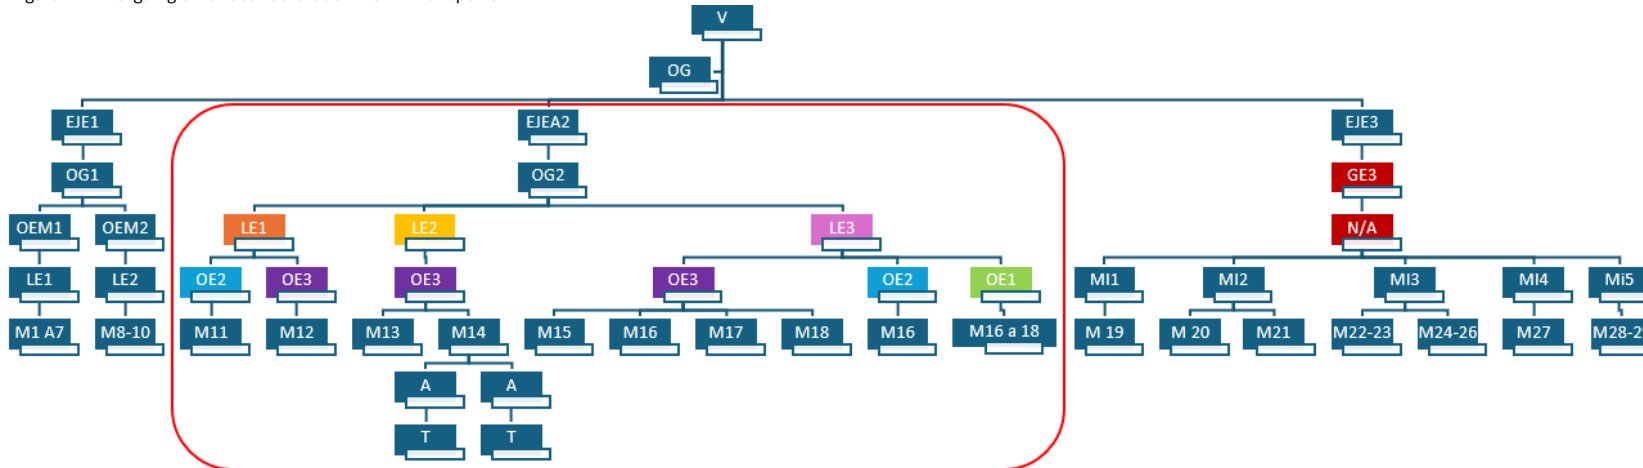 V
OG
EJE1 EJEA2 EJE3
OG1 OG2 GE3
OEM1 OEM2 LE1 LE2 LE3 N/A
LE1 LE2 OE2 OE3 OE3 OE3 OE2 OE1 MI1 MI2 MI3 MI4 Mi5
M1 A7 M8-10 M11 M12 M13 M14 M15 M16 M17 M18 M16 M16 a 18 M 19 M 20 M21 M22-23 M24-26 M27
A A
T T